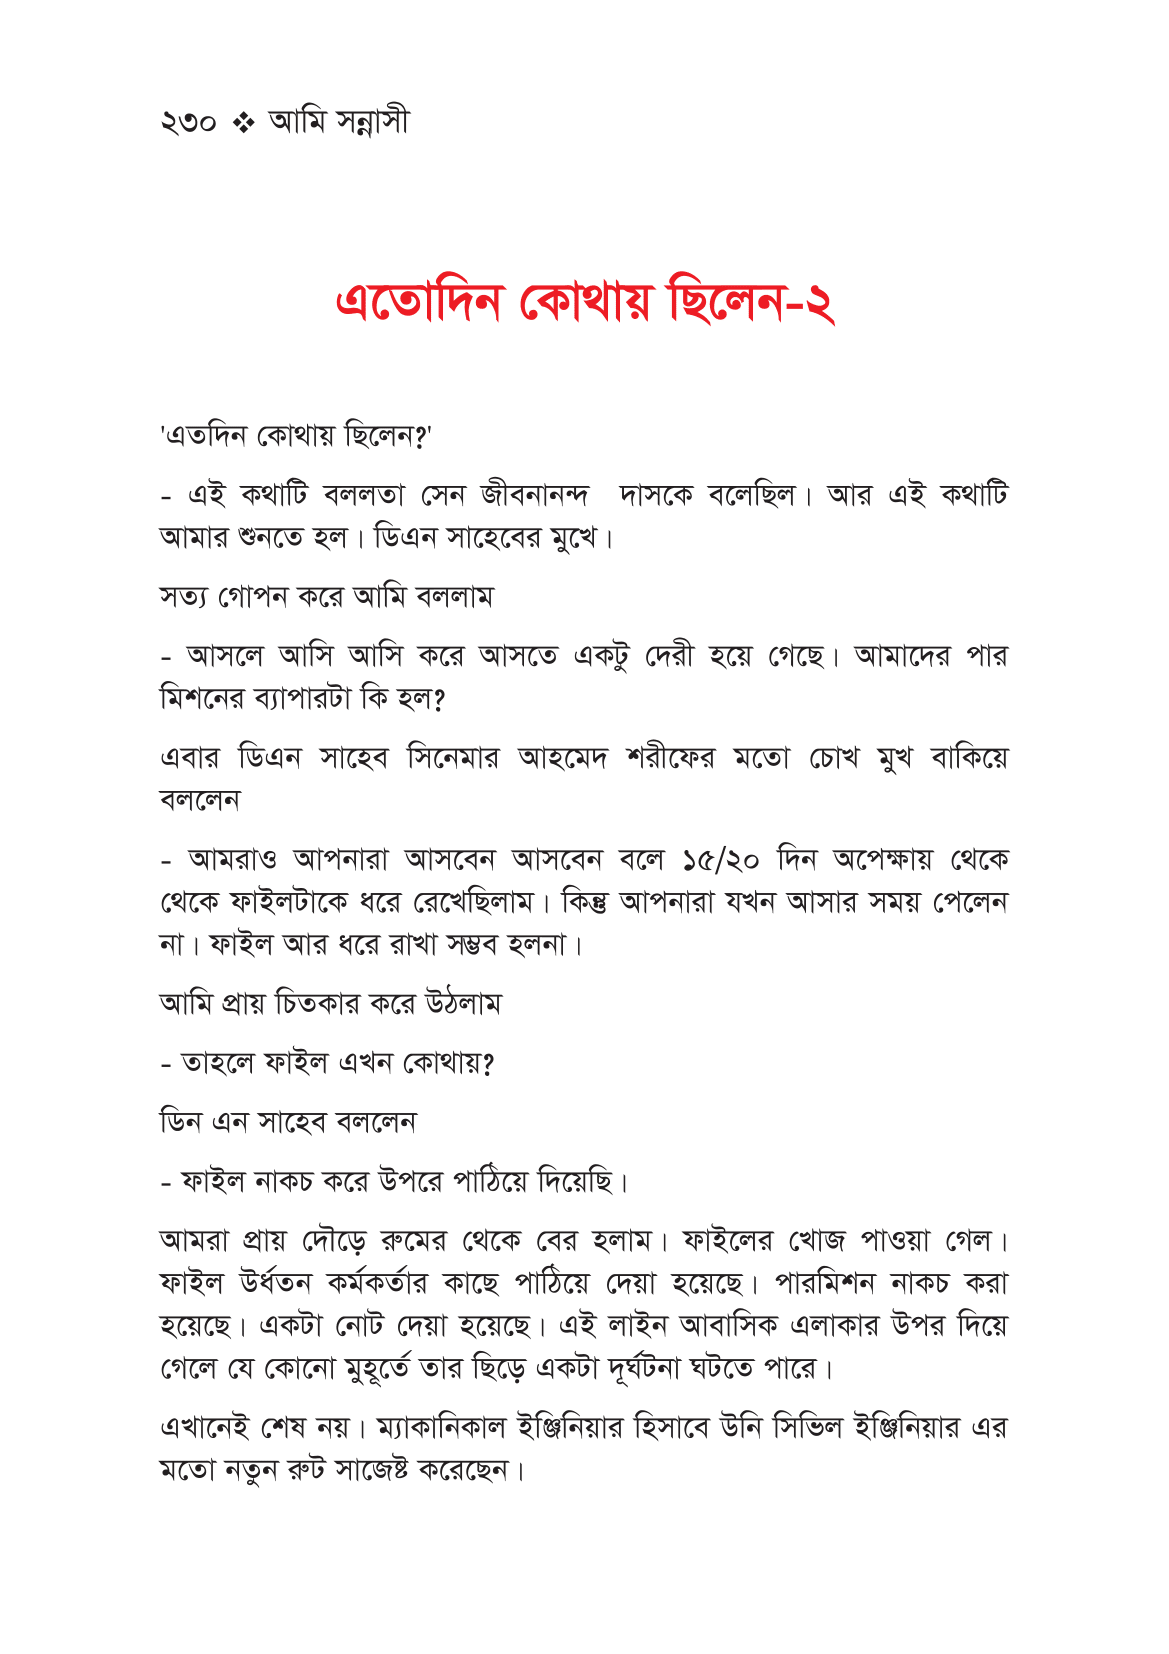 ২৩০ ❖ আমি সন্নাসী
এতোদিন কোথায় ছিলেন-২
'এতদিন কোথায় ছিলেন?'
- এই কথাটি বললতা সেন জীবনানন্দ দাসকে বলেছিল। আর এই কথাটি
আমার শুনতে হল। ডিএন সাহেবের মুখে।
সত্য গোপন করে আমি বললাম
- আসলে আসি আসি করে আসতে একটু দেরী হয়ে গেছে। আমাদের পার
মিশনের ব্যাপারটা কি হল?
এবার ডিএন সাহেব সিনেমার আহমেদ শরীফের মতো চোখ মুখ বাকিয়ে
বললেন
- আমরাও আপনারা আসবেন আসবেন বলে ১৫/২০ দিন অপেক্ষায় থেকে
থেকে ফাইলটাকে ধরে রেখেছিলাম। কিন্তু আপনারা যখন আসার সময় পেলেন
না। ফাইল আর ধরে রাখা সম্ভব হলনা।
আমি প্রায় চিতকার করে উঠলাম
- তাহলে ফাইল এখন কোথায়?
ডিন এন সাহেব বললেন
- ফাইল নাকচ করে উপরে পাঠিয়ে দিয়েছি।
আমরা প্রায় দৌড়ে রুমের থেকে বের হলাম। ফাইলের খোজ পাওয়া গেল।
ফাইল উর্ধতন কর্মকর্তার কাছে পাঠিয়ে দেয়া হয়েছে। পারমিশন নাকচ করা
হয়েছে। একটা নোট দেয়া হয়েছে। এই লাইন আবাসিক এলাকার উপর দিয়ে
গেলে যে কোনো মুহূর্তে তার ছিড়ে একটা দূর্ঘটনা ঘটতে পারে।
এখানেই শেষ নয়। ম্যাকানিকাল ইঞ্জিনিয়ার হিসাবে উনি সিভিল ইঞ্জিনিয়ার এর
মতো নতুন রুট সাজেষ্ট করেছেন।